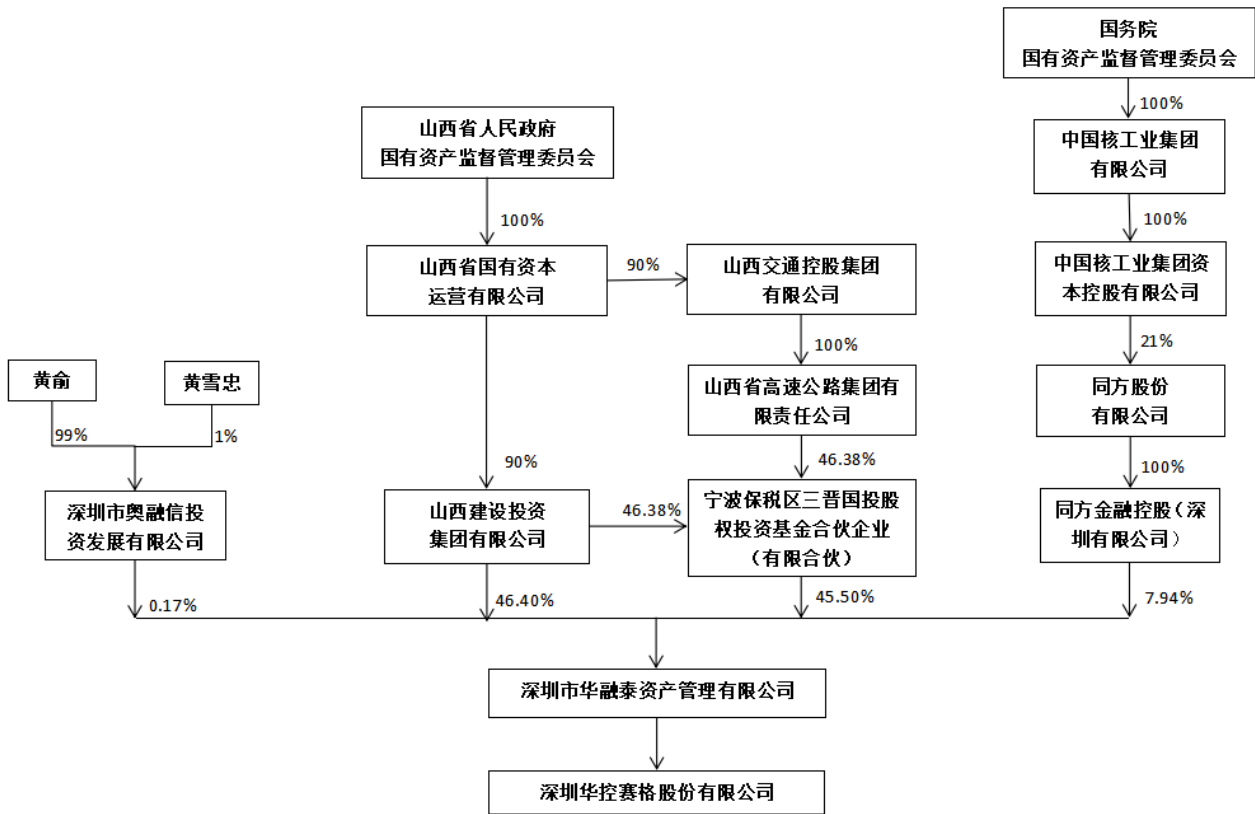 国务院
国有资产监督管理委员会
100%
山西省人民政府
国有资产监督管理委员会
中国核工业集团
有限公司
100%
100%
山西省国有资本
运营有限公司
90%
山西交通控股集团
有限公司
中国核工业集团资
本控股有限公司
100%
21%
黄俞
黄雪忠
山西省高速公路集团有
限责任公司
同方股份
有限公司
99%
1%
90%
46.38%
100%
深圳市奥融信投
资发展有限公司
山西建设投资
集团有限公司
46.38%
宁波保税区三晋国投股
权投资基金合伙企业
（有限合伙）
同方金融控股（深
圳有限公司）
0.17%
46.40%
45.50%
7.94%
深圳市华融泰资产管理有限公司
深圳华控赛格股份有限公司